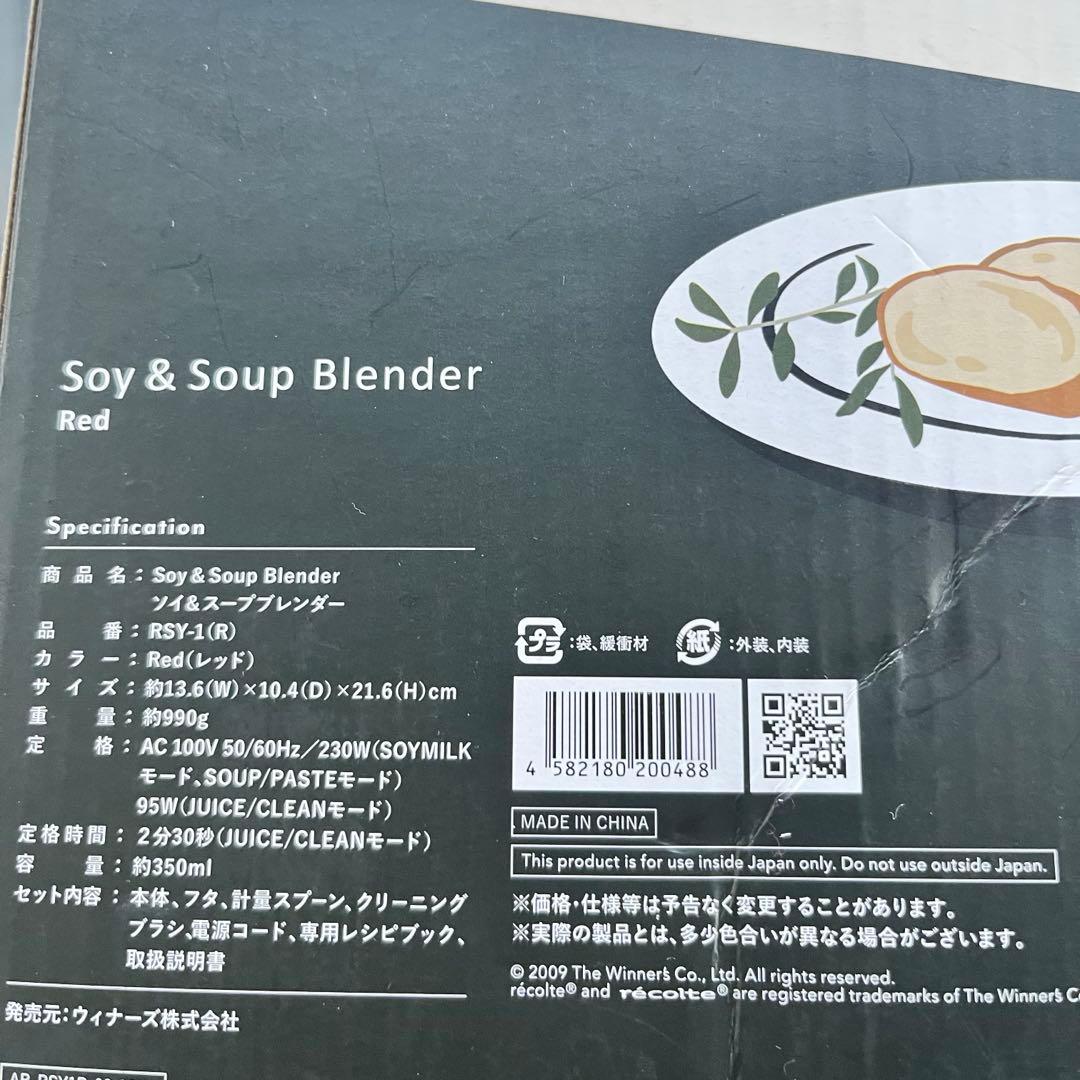 Soy & Soup Blender
Red
Specification
商品名：Soy&Soup Blender
ソイ&スープブレンダー
品番：RSY-1(R)
カラー：Red(レッド)
サイズ：約13.6(W)×10.4(D)×21.6(H)cm
重量：約990g
定格：AC 100V 50/60Hz／230W(SOYMILK
モード、SOUP/PASTEモード)
95W(JUICE/CLEANモード)
定格時間：2分30秒(JUICE/CLEANモード)
容量：約350ml
セット内容：本体、フタ、計量スプーン、クリーニング
ブラシ、電源コード、専用レシピブック、
取扱説明書
発売元：ウィナーズ株式会社
プラ：袋、緩衝材
紙：外装、内装
4 582180 200488
MADE IN CHINA
This product is for use inside Japan only. Do not use outside Japan.
※価格・仕様等は予告なく変更することがあります。
※実際の製品とは、多少色合いが異なる場合がございます。
© 2009 The Winner's Co., Ltd. All rights reserved.
récolte® and récolte® are registered trademarks of The Winner's